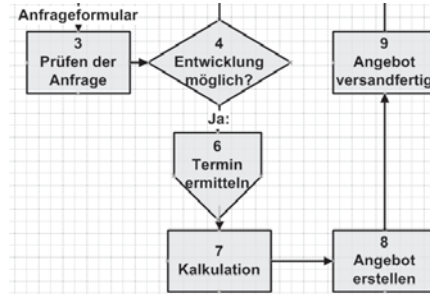 Anfrageformular
3
Prüfen der
Anfrage
4
Entwicklung
möglich?
9
Angebot
versandfertig
Ja:
6
Termin
ermitteln
7
Kalkulation
8
Angebot
erstellen